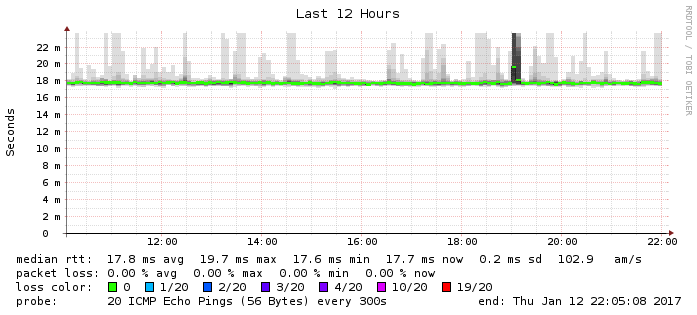 Last 12 Hours
RRDTOOL / TOBI OETIKER
Seconds
22 m
20 m
18 m
16 m
14 m
12 m
10 m
8 m
6 m
4 m
2 m
0
12:00 14:00 16:00 18:00 20:00 22:00
median rtt: 17.8 ms avg 19.7 ms max 17.6 ms min 17.7 ms now 0.2 ms sd 102.9 am/s
packet loss: 0.00 % avg 0.00 % max 0.00 % min 0.00 % now
loss color: 0 1/20 2/20 3/20 4/20 10/20 19/20
probe: 20 ICMP Echo Pings (56 Bytes) every 300s end: Thu Jan 12 22:05:08 2017